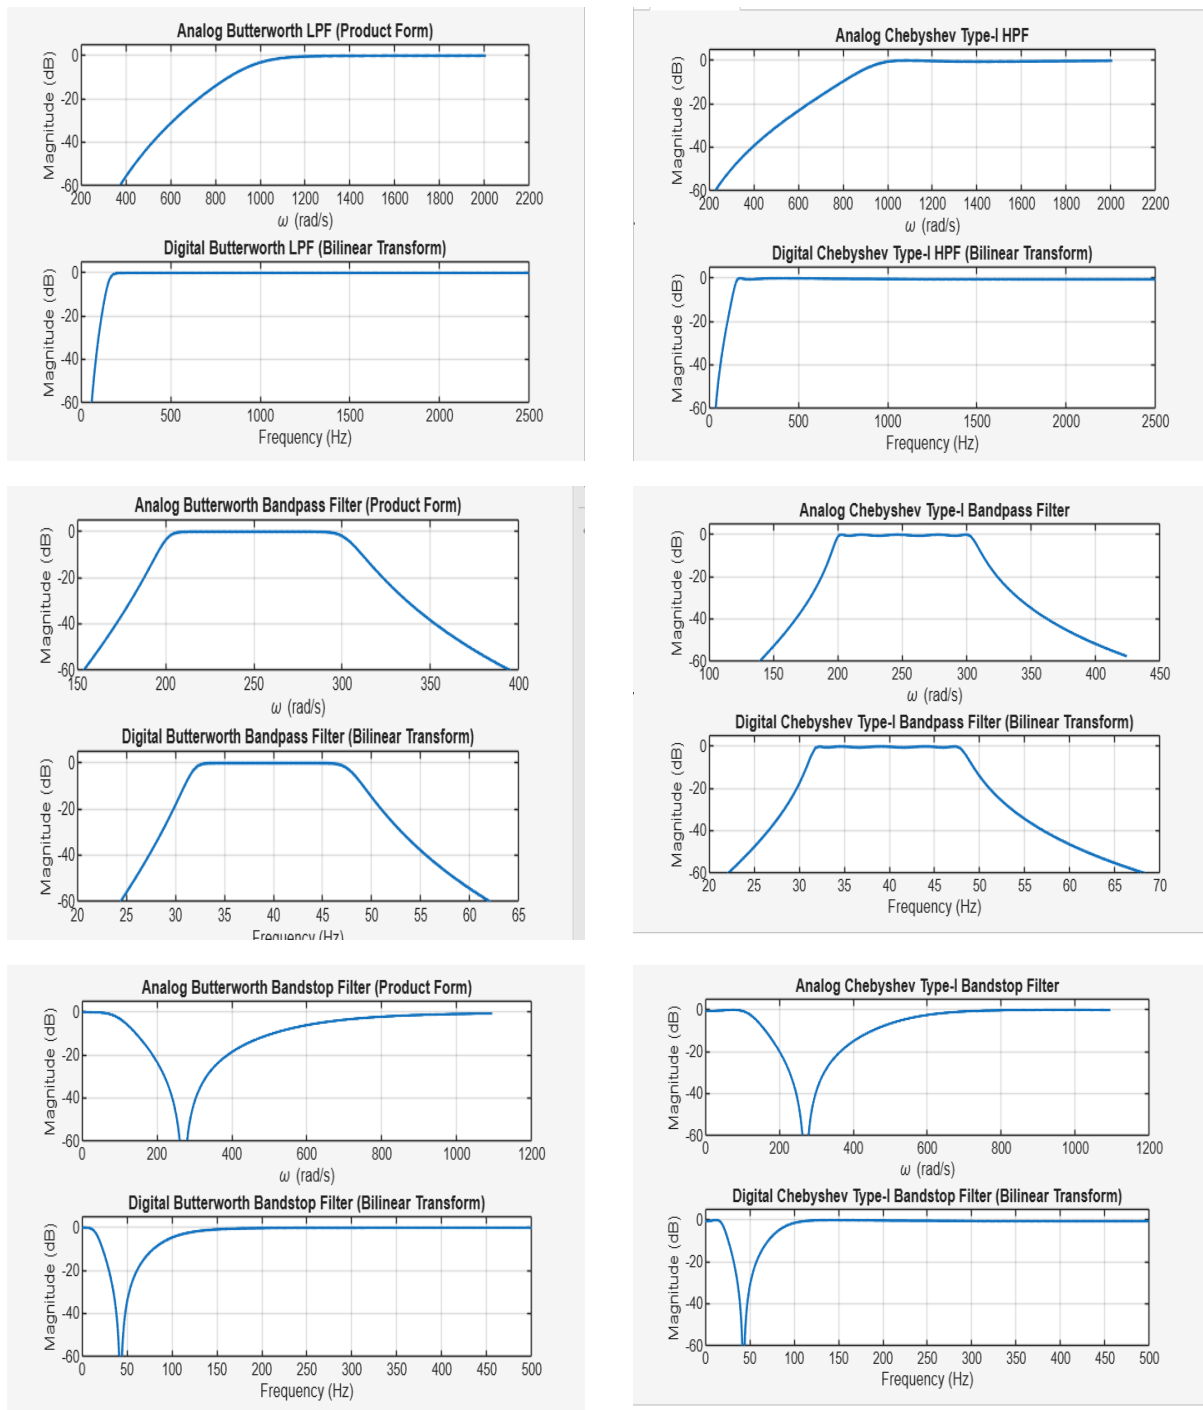 Analog Butterworth LPF (Product Form)
Magnitude (dB)
0
-20
-40
-60
200 400 600 800 1000 1200 1400 1600 1800 2000 2200
ω (rad/s)
Digital Butterworth LPF (Bilinear Transform)
Magnitude (dB)
0
-20
-40
-60
0 500 1000 1500 2000 2500
Frequency (Hz)
Analog Chebyshev Type-I HPF
Magnitude (dB)
0
-20
-40
-60
200 400 600 800 1000 1200 1400 1600 1800 2000 2200
ω (rad/s)
Digital Chebyshev Type-I HPF (Bilinear Transform)
Magnitude (dB)
0
-20
-40
-60
0 500 1000 1500 2000 2500
Frequency (Hz)
Analog Butterworth Bandpass Filter (Product Form)
Magnitude (dB)
0
-20
-40
-60
150 200 250 300 350 400
ω (rad/s)
Digital Butterworth Bandpass Filter (Bilinear Transform)
Magnitude (dB)
0
-20
-40
-60
20 25 30 35 40 45 50 55 60 65
Frequency (Hz)
Analog Chebyshev Type-I Bandpass Filter
Magnitude (dB)
0
-20
-40
-60
100 150 200 250 300 350 400 450
ω (rad/s)
Digital Chebyshev Type-I Bandpass Filter (Bilinear Transform)
Magnitude (dB)
0
-20
-40
-60
20 25 30 35 40 45 50 55 60 65 70
Frequency (Hz)
Analog Butterworth Bandstop Filter (Product Form)
Magnitude (dB)
0
-20
-40
-60
0 200 400 600 800 1000 1200
ω (rad/s)
Digital Butterworth Bandstop Filter (Bilinear Transform)
Magnitude (dB)
0
-20
-40
-60
0 50 100 150 200 250 300 350 400 450 500
Frequency (Hz)
Analog Chebyshev Type-I Bandstop Filter
Magnitude (dB)
0
-20
-40
-60
0 200 400 600 800 1000 1200
ω (rad/s)
Digital Chebyshev Type-I Bandstop Filter (Bilinear Transform)
Magnitude (dB)
0
-20
-40
-60
0 50 100 150 200 250 300 350 400 450 500
Frequency (Hz)